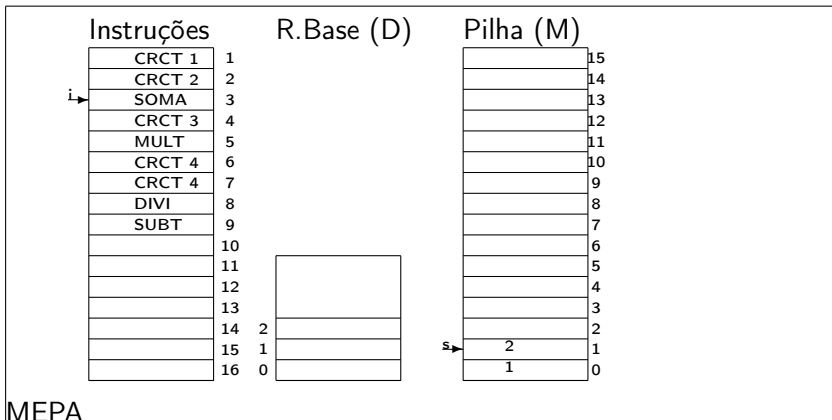 Instruções R.Base (D) Pilha (M)
CRCT 1 1 15
CRCT 2 2 14
i SOMA 3 13
CRCT 3 4 12
MULT 5 11
CRCT 4 6 10
CRCT 4 7 9
DIVI 8 8
SUBT 9 7
10 6
11 5
12 4
13 3
14 2 2
15 1 s 2 1
16 0 1 0
MEPA